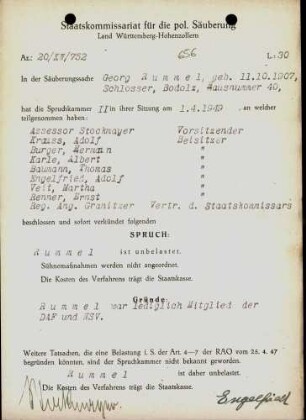 Staatskommissariat für die pol. Säuberung
Land Württemberg-Hohenzollern
Az.: 20/XV/752 656 L: 30
In der Säuberungssache Georg Rummel, geb. 11.10.1907,
Schlosser, Bodolz, Hausnummer 40,
hat die Spruchkammer II in ihrer Sitzung am 1.4.1949 an welcher
teilgenommen haben:
Assessor Stockmayer Vorsitzender
Krauss, Adolf Beisitzer
Burger, Hermann "
Karle, Albert "
Baumann, Thomas "
Engelfried, Adolf "
Veit, Martha "
Renner, Ernst "
Reg. Ang. Granitzer Vertr. d. Staatskommissars
beschlossen und sofort verkündet folgenden
SPRUCH:
Rummel ist unbelastet.
Sühnemaßnahmen werden nicht angeordnet.
Die Kosten des Verfahrens trägt die Staatskasse.
Gründe:
Rummel war lediglich Mitglied der
DAF und NSV.
Weitere Tatsachen, die eine Belastung i. S. der Art. 4—7 der RAO vom 25. 4. 47
begründen könnten, sind der Spruchkammer nicht bekannt geworden.
Rummel ist daher unbelastet.
Die Kosten des Verfahrens trägt die Staatskasse.
Engelfried